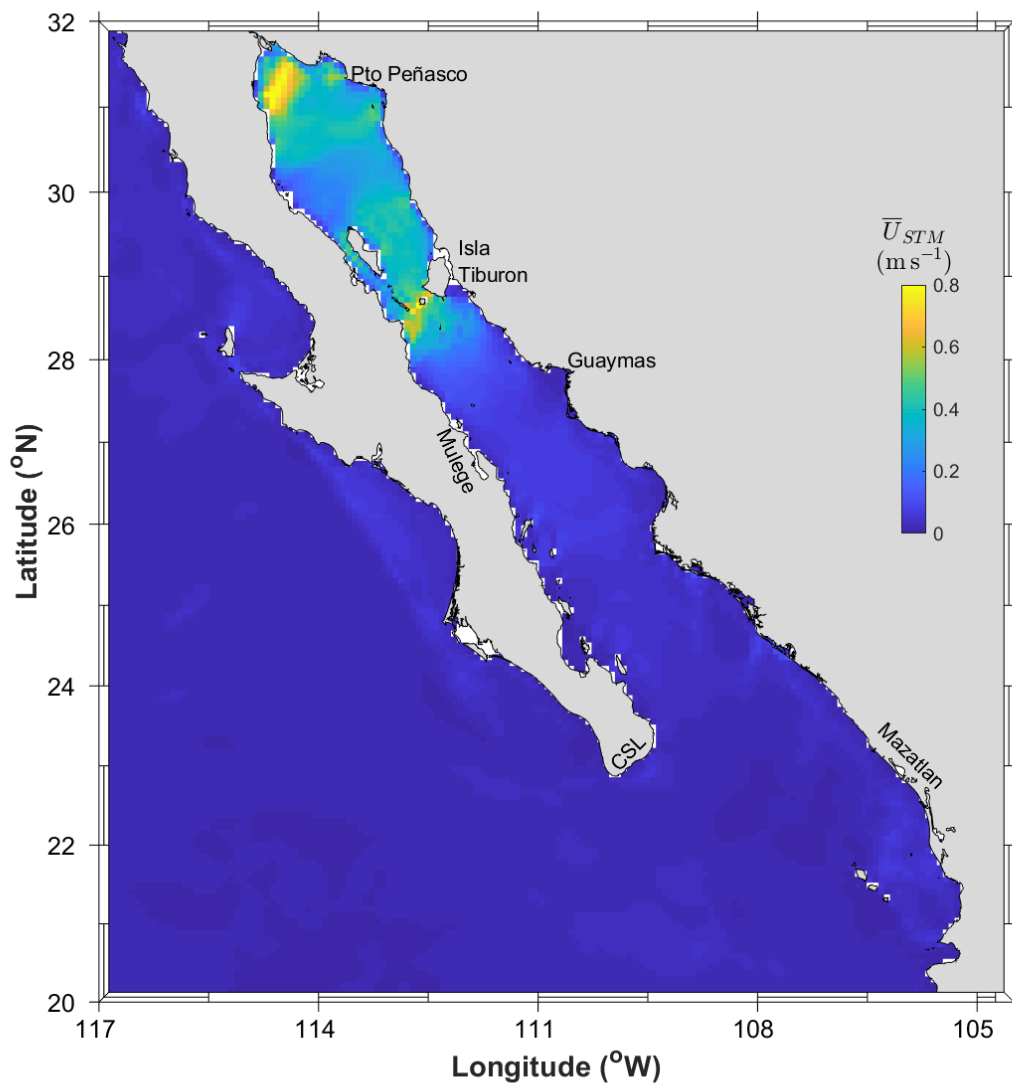 32
30
28
26
24
22
20
117
114
111
108
105
Latitude (°N)
Longitude (°W)
Pto Peñasco
Isla
Tiburon
Guaymas
Mulege
CSL
Mazatlan
U̅_STM
(m s⁻¹)
0.8
0.6
0.4
0.2
0